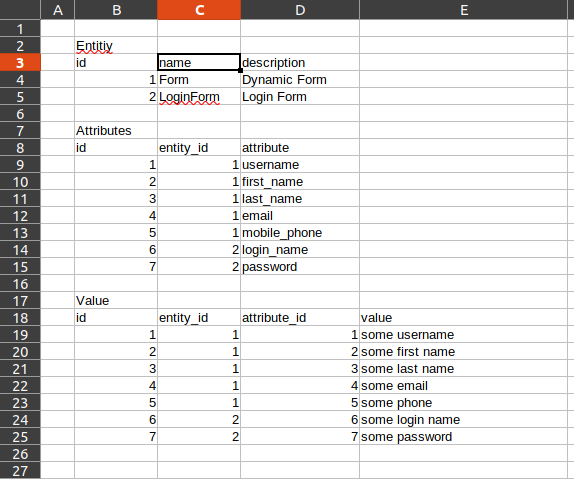 A B C D E
1
2 Entitiy
3 id name description
4 1 Form Dynamic Form
5 2 LoginForm Login Form
6
7 Attributes
8 id entity_id attribute
9 1 1 username
10 2 1 first_name
11 3 1 last_name
12 4 1 email
13 5 1 mobile_phone
14 6 2 login_name
15 7 2 password
16
17 Value
18 id entity_id attribute_id value
19 1 1 1 some username
20 2 1 2 some first name
21 3 1 3 some last name
22 4 1 4 some email
23 5 1 5 some phone
24 6 2 6 some login name
25 7 2 7 some password
26
27